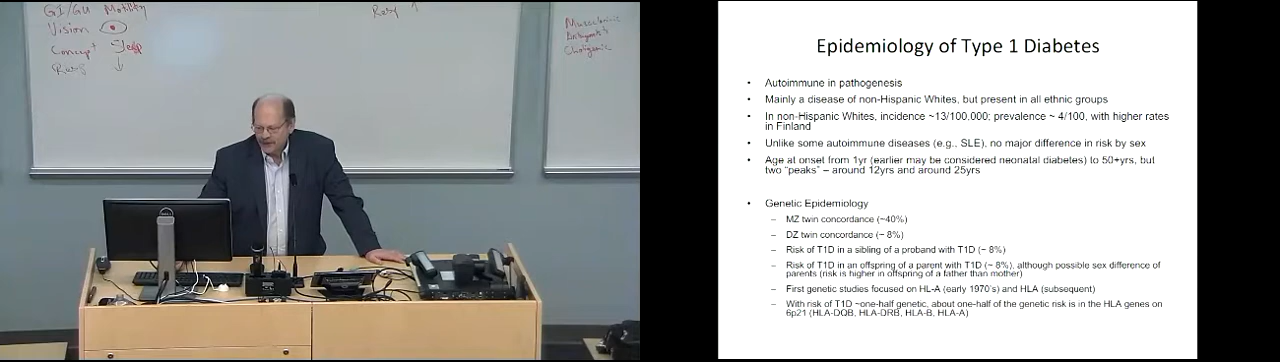 GI/GU Motility
Vision
Resp ↓
Resp ↑
Muscarinic
Epidemiology of Type 1 Diabetes
• Autoimmune in pathogenesis
• Mainly a disease of non-Hispanic Whites, but present in all ethnic groups
• In non-Hispanic Whites, incidence ~13/100,000; prevalence ~ 4/100, with higher rates
in Finland
• Unlike some autoimmune diseases (e.g., SLE), no major difference in risk by sex
• Age at onset from 1yr (earlier may be considered neonatal diabetes) to 50+yrs, but
two "peaks" – around 12yrs and around 25yrs
• Genetic Epidemiology
– MZ twin concordance (~40%)
– DZ twin concordance (~ 8%)
– Risk of T1D in a sibling of a proband with T1D (~ 8%)
– Risk of T1D in an offspring of a parent with T1D (~ 8%), although possible sex difference of
parents (risk is higher in offspring of a father than mother)
– First genetic studies focused on HL-A (early 1970's) and HLA (subsequent)
– With risk of T1D ~one-half genetic, about one-half of the genetic risk is in the HLA genes on
6p21 (HLA-DQB, HLA-DRB, HLA-B, HLA-A)